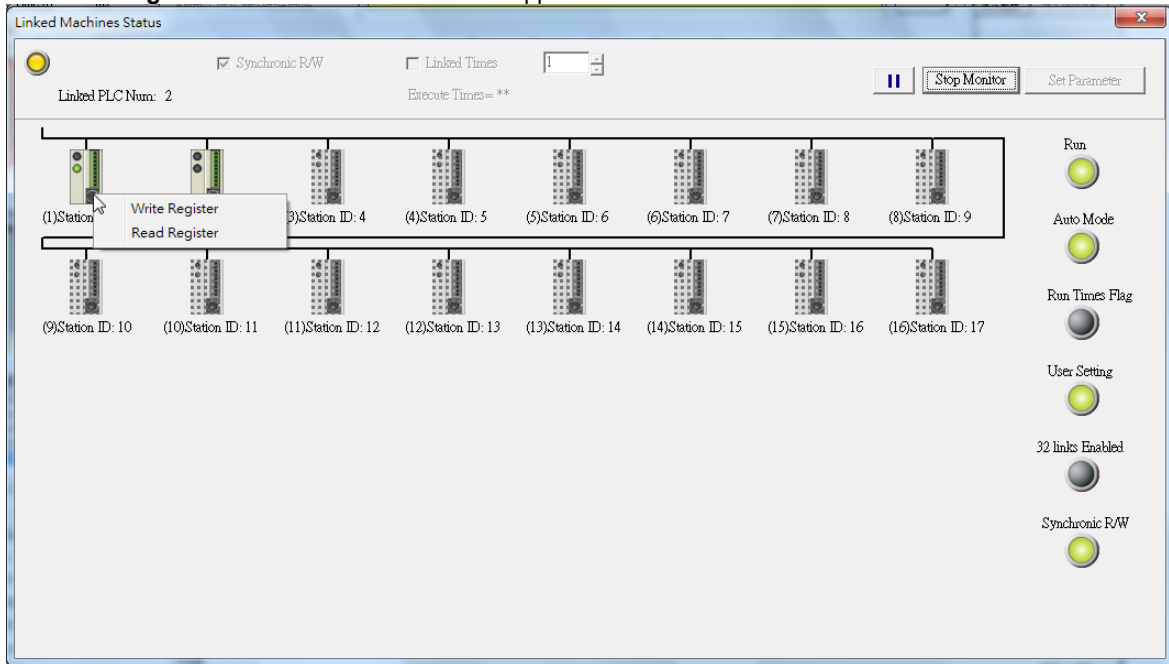 Linked Machines Status
Synchronic R/W Linked Times 1
Stop Monitor Set Parameter
Linked PLC Num: 2 Execute Times= **
Run
(1)Station 3)Station ID: 4 (4)Station ID: 5 (5)Station ID: 6 (6)Station ID: 7 (7)Station ID: 8 (8)Station ID: 9
Write Register
Read Register
Auto Mode
(9)Station ID: 10 (10)Station ID: 11 (11)Station ID: 12 (12)Station ID: 13 (13)Station ID: 14 (14)Station ID: 15 (15)Station ID: 16 (16)Station ID: 17
Run Times Flag
User Setting
32 links Enabled
Synchronic R/W